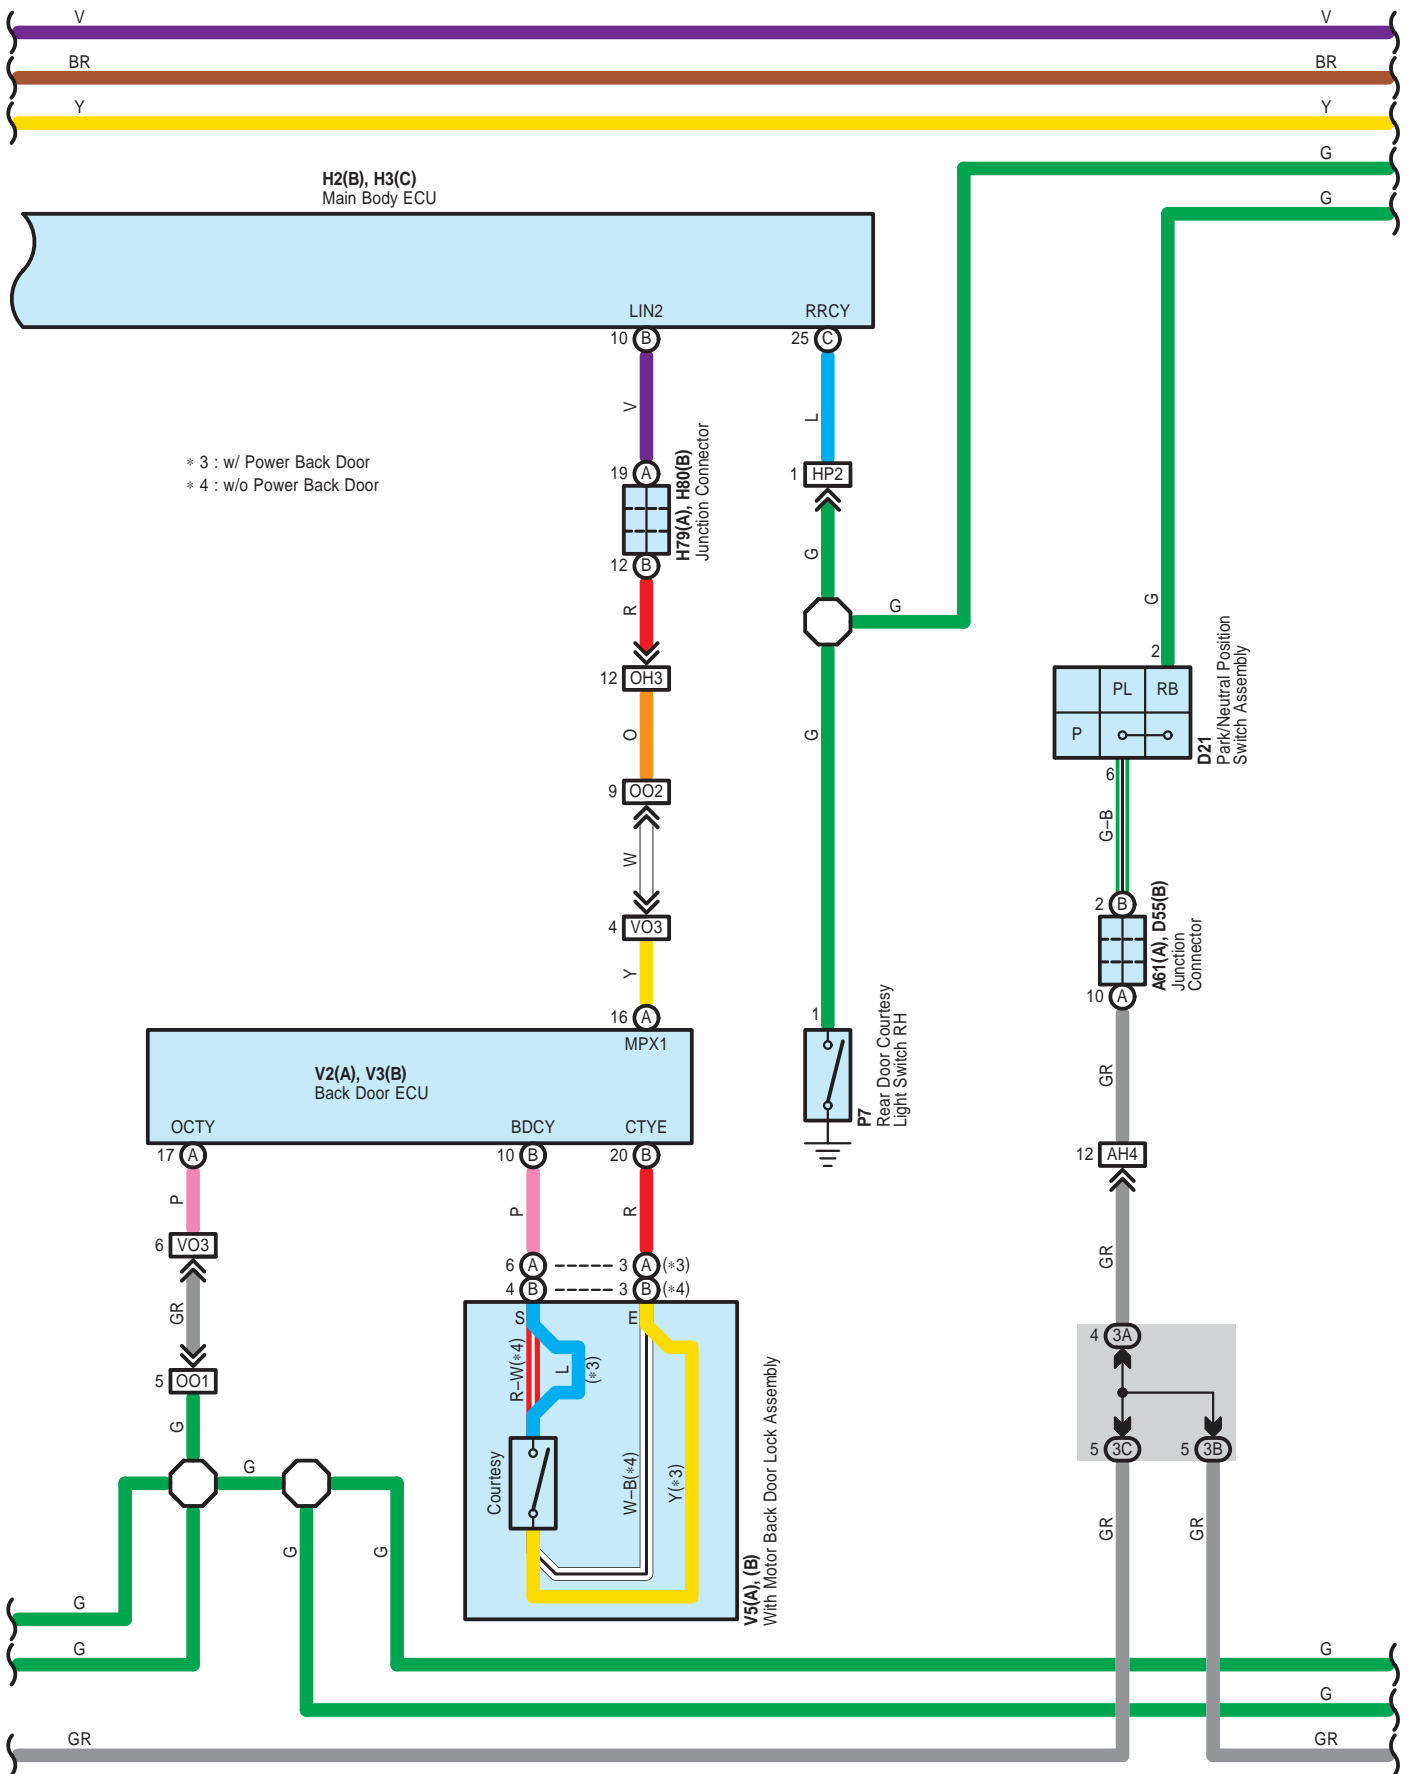 V V
BR BR
Y Y
G
G
H2(B), H3(C)
Main Body ECU
LIN2 RRCY
10 B 25 C
V L
∗ 3 : w/ Power Back Door
∗ 4 : w/o Power Back Door
19 A
H79(A), H80(B)
Junction Connector
1 HP2
12 B
G
R
G
G
12 OH3
2
PL RB
P
D21
Park/Neutral Position
Switch Assembly
O
G
6
9 OO2
G−B
W
2 B
A61(A), D55(B)
Junction
Connector
4 VO3
Y
10 A
16 A
MPX1
1
P7
Rear Door Courtesy
Light Switch RH
V2(A), V3(B)
Back Door ECU
GR
OCTY BDCY CTYE
17 A 10 B 20 B
12 AH4
P P R
6 VO3
GR
6 A 3 A (∗3)
4 B 3 B (∗4)
GR
S E
4 3A
R−W(∗4)
L
(∗3)
5 OO1
G
Courtesy
W−B(∗4)
Y(∗3)
V5(A), (B)
With Motor Back Door Lock Assembly
5 3C 5 3B
G
GR GR
G G
G
G G
G
GR GR